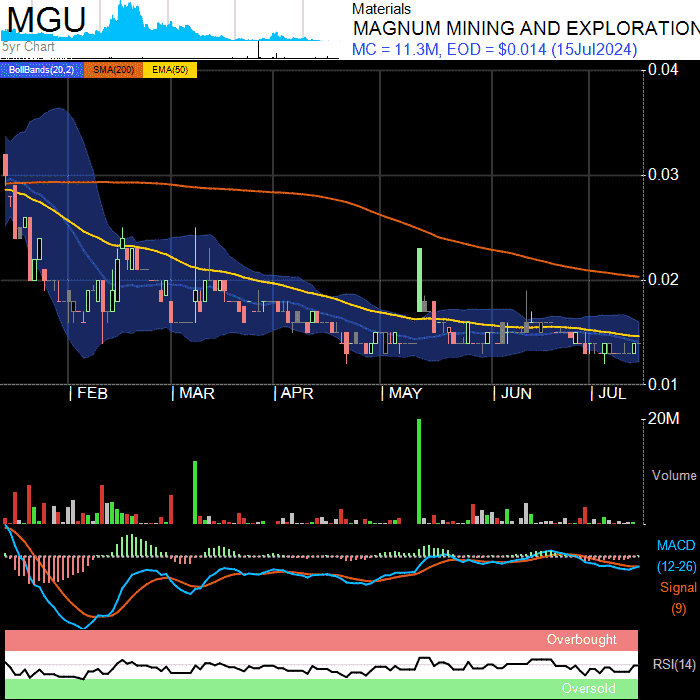 MGU
Materials
MAGNUM MINING AND EXPLORATION
MC = 11.3M, EOD = $0.014 (15Jul2024)
5yr Chart
BollBands(20,2) SMA(200) EMA(50)
0.04
0.03
0.02
0.01
FEB MAR APR MAY JUN JUL
20M
Volume
MACD
(12-26)
Signal
(9)
Overbought
RSI(14)
Oversold